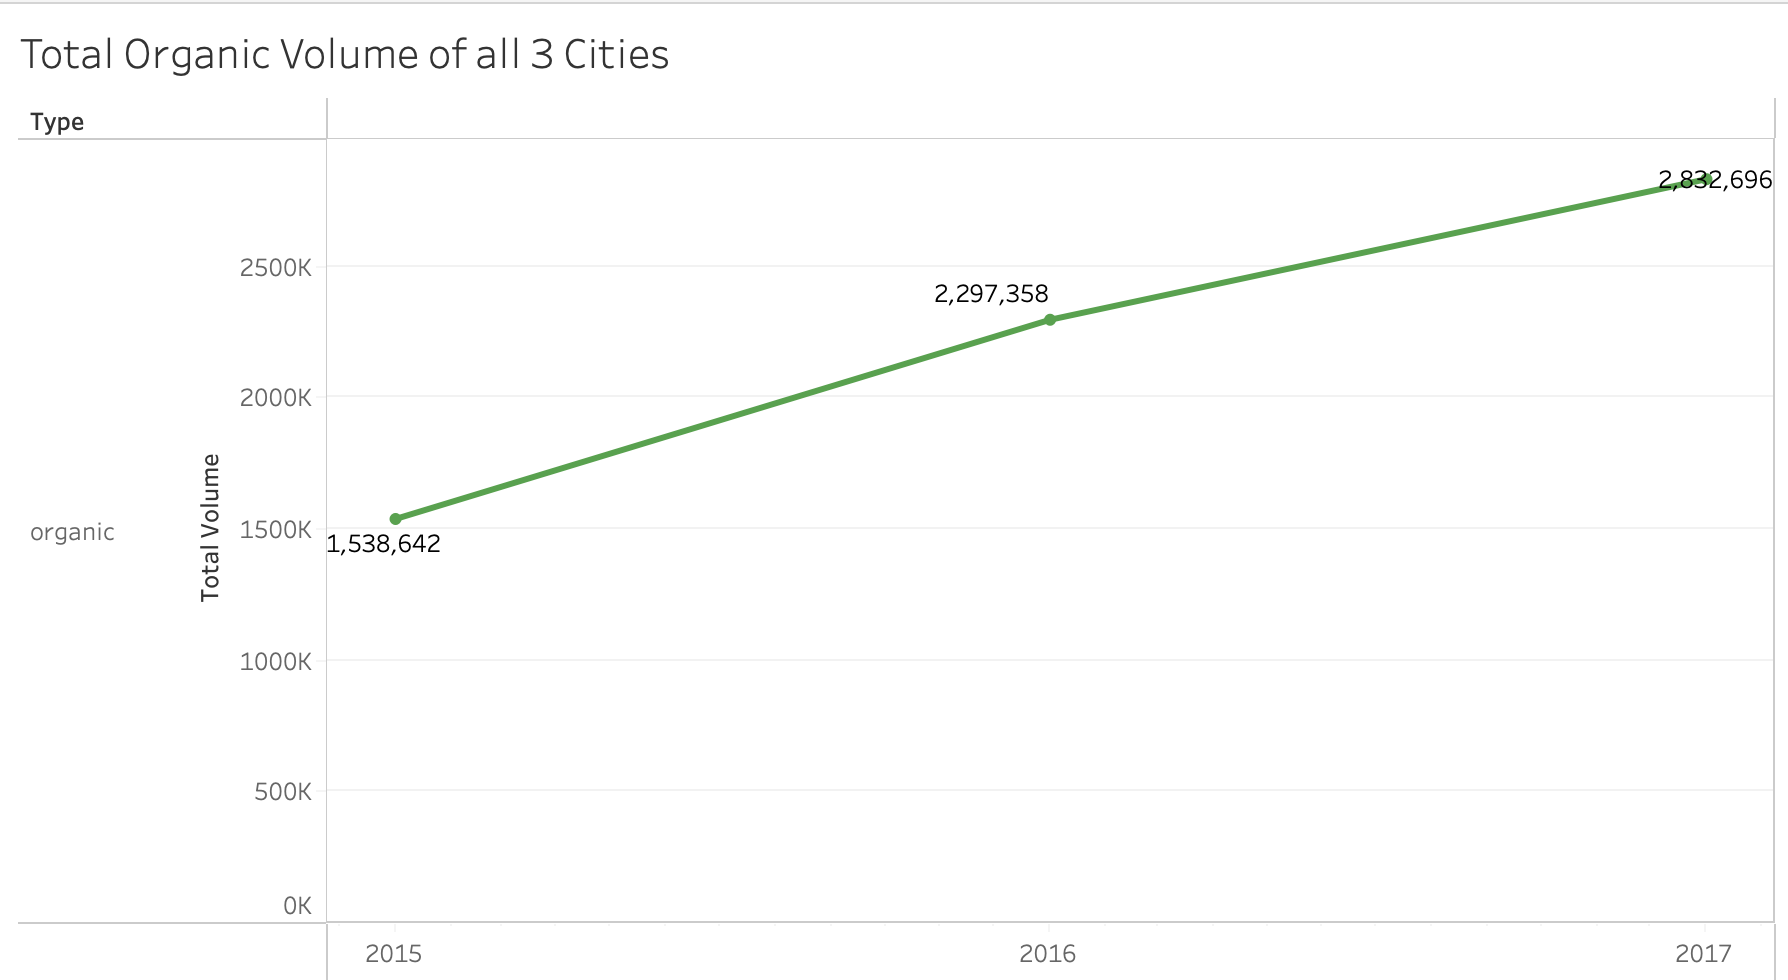 Total Organic Volume of all 3 Cities
Type
2,832,696
2500K
2,297,358
2000K
Total Volume
organic
1500K
1,538,642
1000K
500K
0K
2015 2016 2017